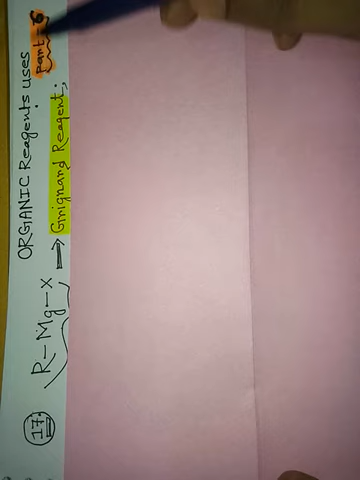 ORGANIC Reagents uses
Part-6
17. R-Mg-X → Grignard Reagent: